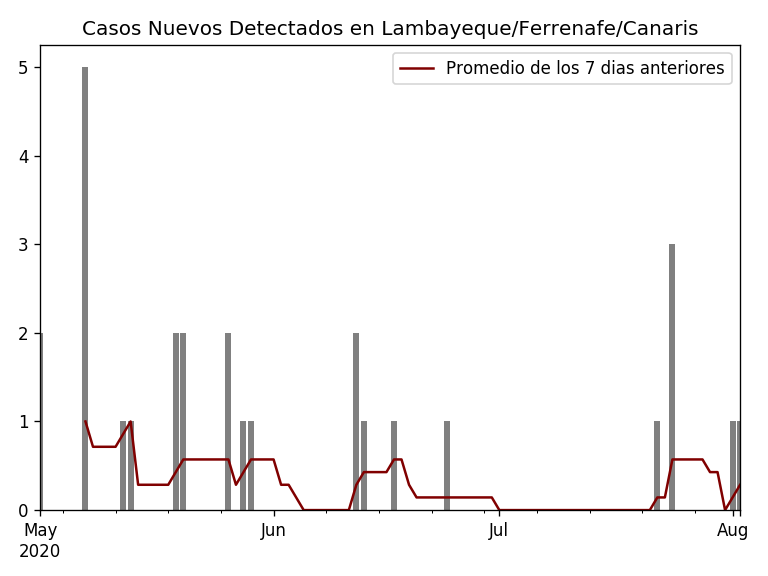 Casos Nuevos Detectados en Lambayeque/Ferrenafe/Canaris
Promedio de los 7 dias anteriores
5
4
3
2
1
0
May Jun Jul Aug
2020